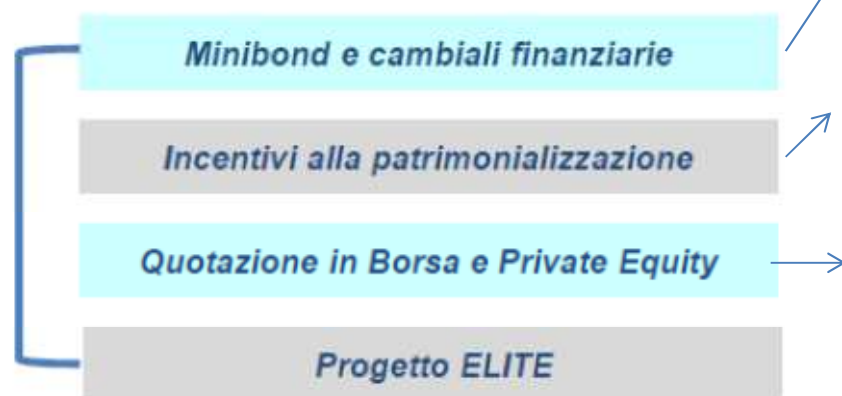 Minibond e cambiali finanziarie
Incentivi alla patrimonializzazione
Quotazione in Borsa e Private Equity
Progetto ELITE